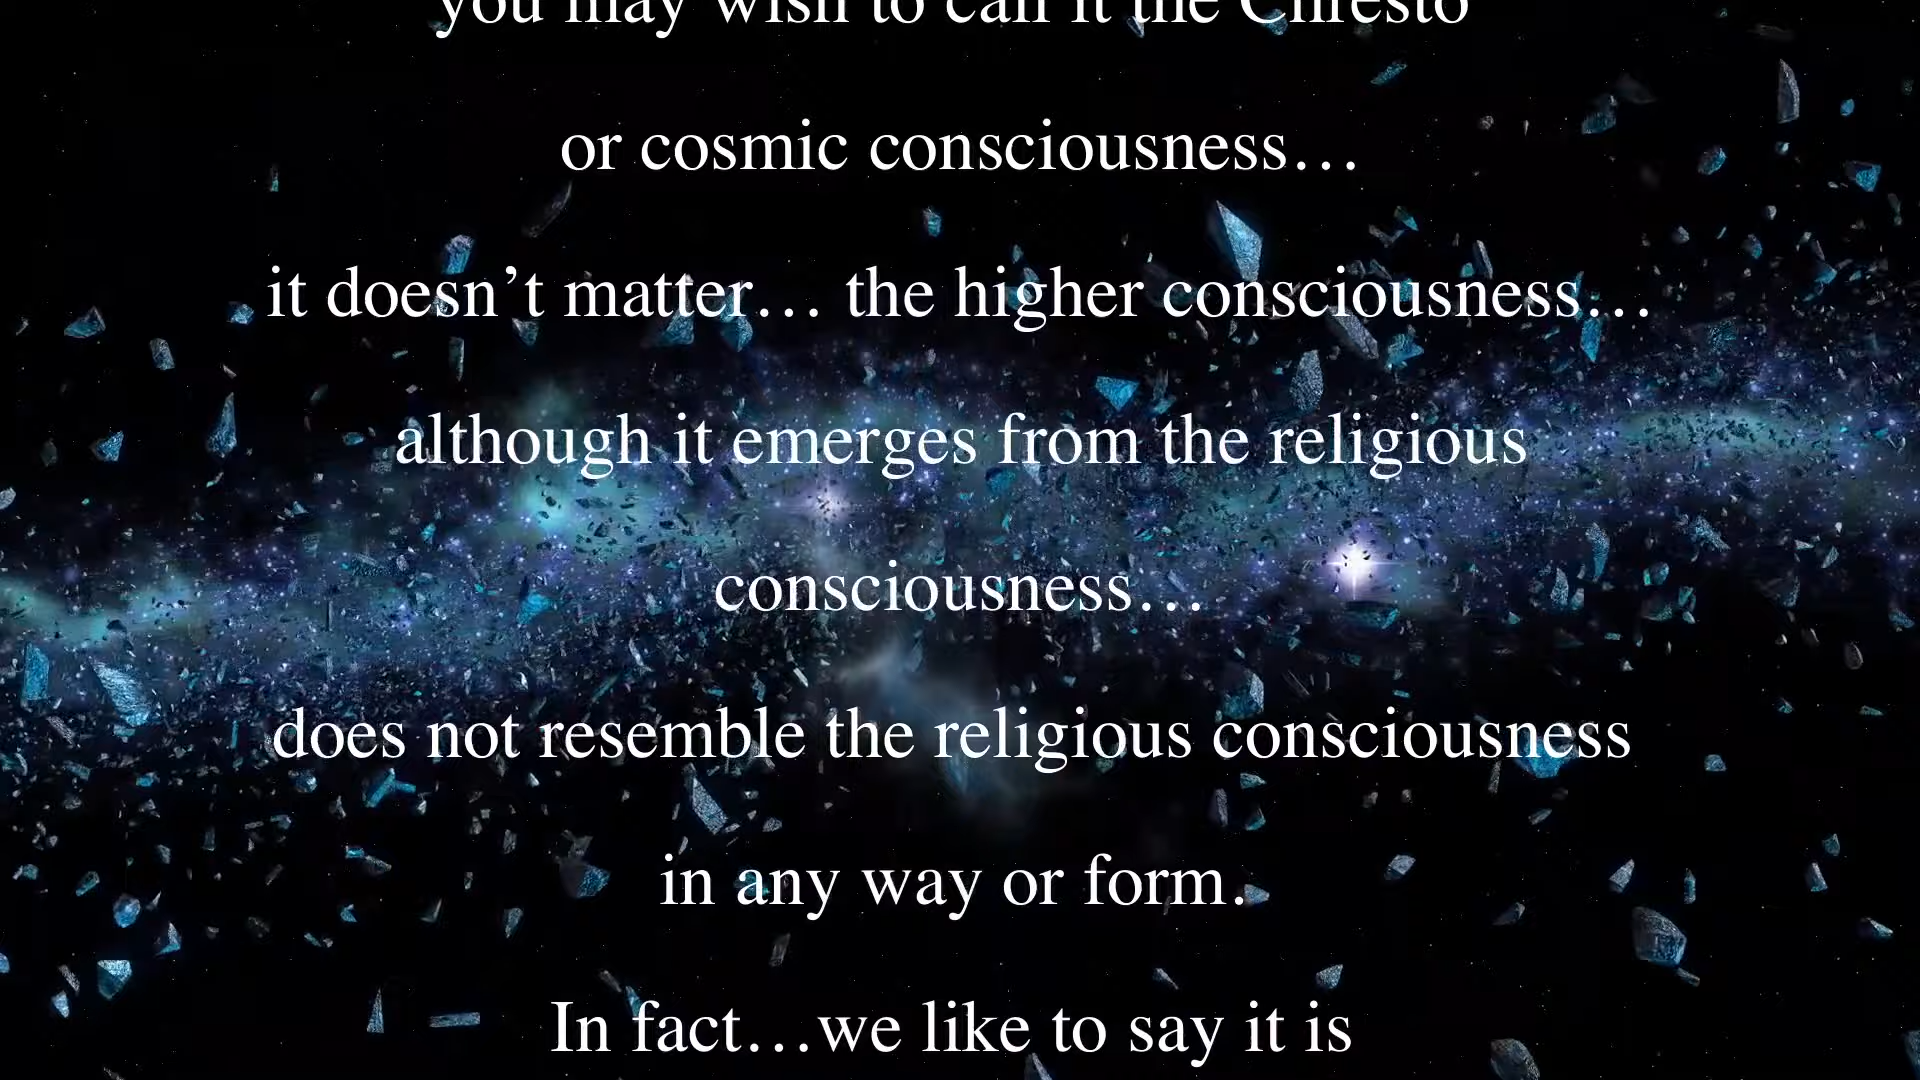 you may wish to call it the Chresto
or cosmic consciousness…
it doesn’t matter… the higher consciousness…
although it emerges from the religious
consciousness…
does not resemble the religious consciousness
in any way or form.
In fact…we like to say it is